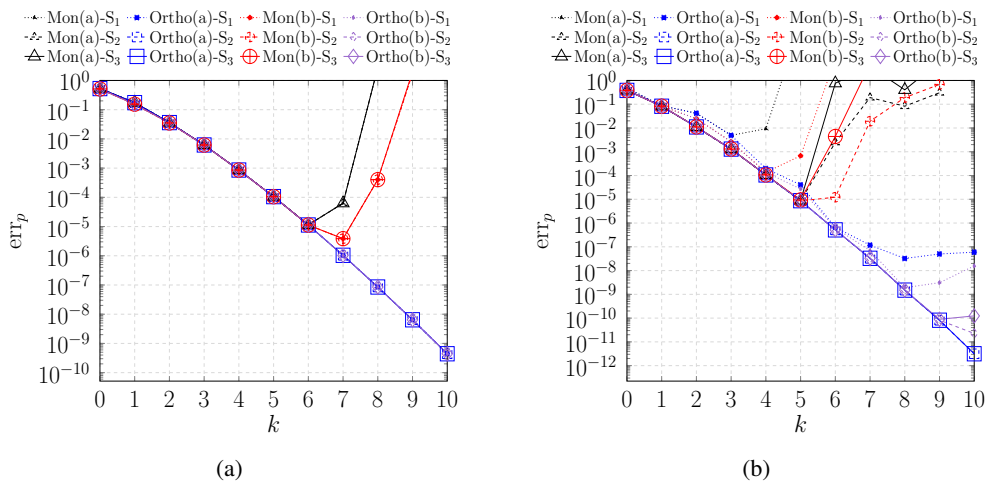 Mon(a)-S₁ Ortho(a)-S₁ Mon(b)-S₁ Ortho(b)-S₁
Mon(a)-S₂ Ortho(a)-S₂ Mon(b)-S₂ Ortho(b)-S₂
Mon(a)-S₃ Ortho(a)-S₃ Mon(b)-S₃ Ortho(b)-S₃
10⁰
10⁻¹
10⁻²
10⁻³
10⁻⁴
10⁻⁵
10⁻⁶
10⁻⁷
10⁻⁸
10⁻⁹
10⁻¹⁰
errₚ
0 1 2 3 4 5 6 7 8 9 10
k
(a)
Mon(a)-S₁ Ortho(a)-S₁ Mon(b)-S₁ Ortho(b)-S₁
Mon(a)-S₂ Ortho(a)-S₂ Mon(b)-S₂ Ortho(b)-S₂
Mon(a)-S₃ Ortho(a)-S₃ Mon(b)-S₃ Ortho(b)-S₃
10⁰
10⁻¹
10⁻²
10⁻³
10⁻⁴
10⁻⁵
10⁻⁶
10⁻⁷
10⁻⁸
10⁻⁹
10⁻¹⁰
10⁻¹¹
10⁻¹²
errₚ
0 1 2 3 4 5 6 7 8 9 10
k
(b)